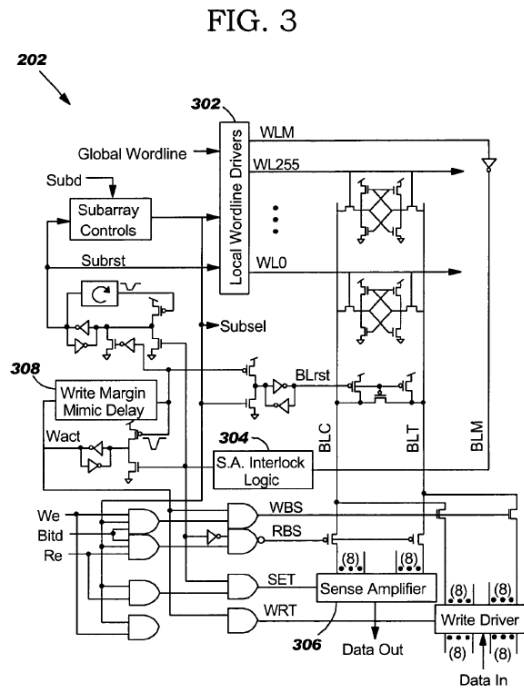 FIG. 3
202
302
Local Wordline Drivers
WLM
Global Wordline
WL255
Subd
Subarray
Controls
Subrst
WL0
Subsel
308
Write Margin
Mimic Delay
BLrst
Wact
304
S.A. Interlock
Logic
BLC
BLT
BLM
We
Bitd
Re
WBS
RBS
(8) (8)
SET
Sense Amplifier
306
(8) (8)
WRT
Write Driver
(8) (8)
Data Out
Data In